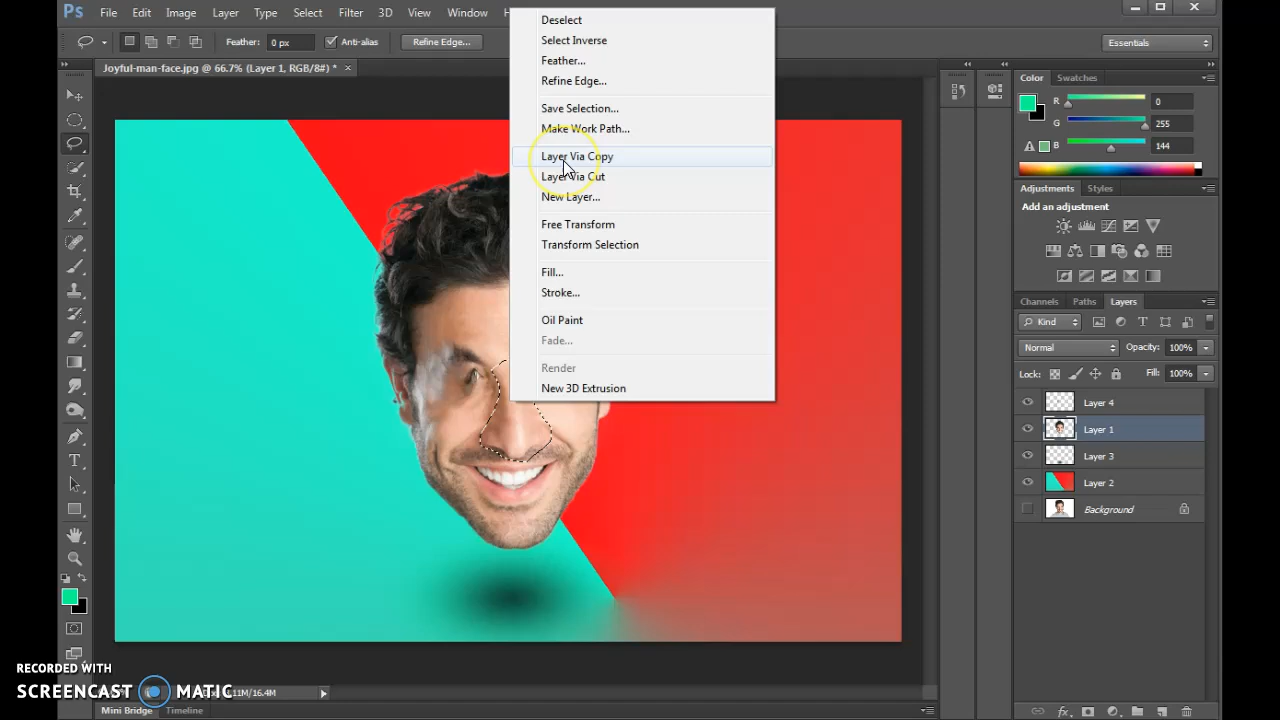 Ps File Edit Image Layer Type Select Filter 3D View Window
Feather: 0 px Anti-alias Refine Edge... Essentials
Joyful-man-face.jpg @ 66.7% (Layer 1, RGB/8#) * ×
Deselect
Select Inverse
Feather...
Refine Edge...
Save Selection...
Make Work Path...
Layer Via Copy
Layer Via Cut
New Layer...
Free Transform
Transform Selection
Fill...
Stroke...
Oil Paint
Fade...
Render
New 3D Extrusion
Color Swatches
R 0
G 255
B 144
Adjustments Styles
Add an adjustment
Channels Paths Layers
Kind
Normal Opacity: 100%
Lock: Fill: 100%
Layer 4
Layer 1
Layer 3
Layer 2
Background
RECORDED WITH
SCREENCAST MATIC
/16.4M
Mini Bridge Timeline